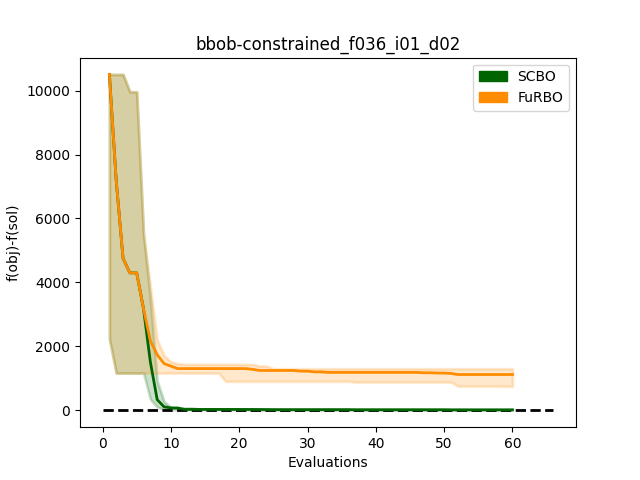 bbob-constrained_f036_i01_d02
SCBO
FuRBO
f(obj)-f(sol)
10000
8000
6000
4000
2000
0
0 10 20 30 40 50 60
Evaluations